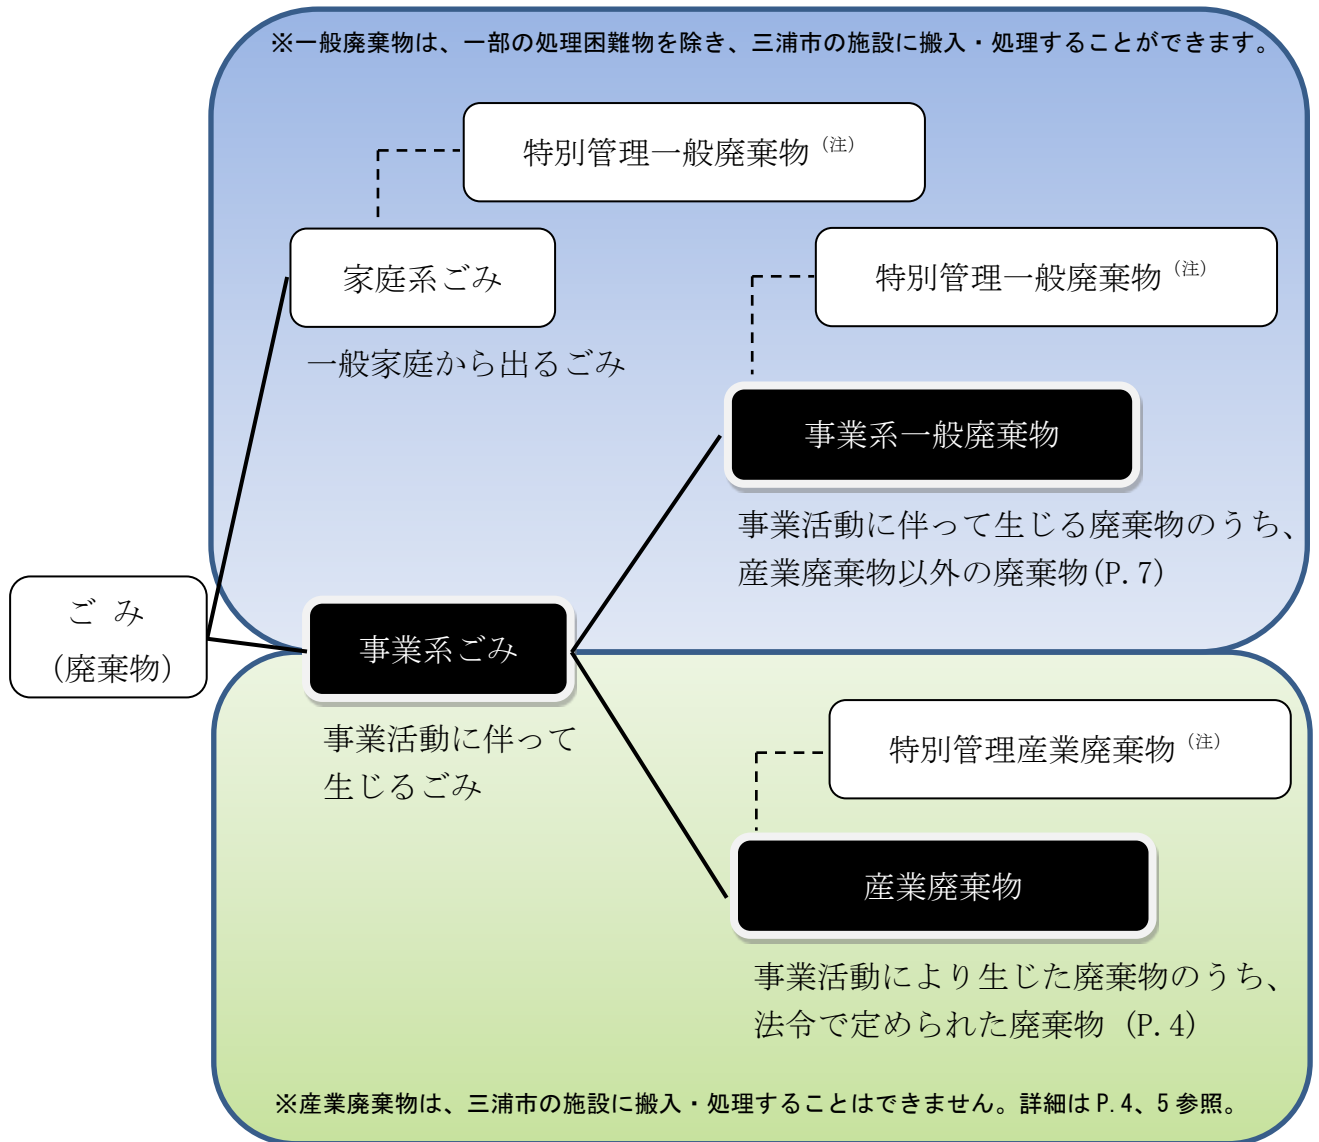 ※一般廃棄物は、一部の処理困難物を除き、三浦市の施設に搬入・処理することができます。
特別管理一般廃棄物（注）
家庭系ごみ
一般家庭から出るごみ
特別管理一般廃棄物（注）
事業系一般廃棄物
事業活動に伴って生じる廃棄物のうち、
産業廃棄物以外の廃棄物(P.7)
ご み
（廃棄物）
事業系ごみ
事業活動に伴って
生じるごみ
特別管理産業廃棄物（注）
産業廃棄物
事業活動により生じた廃棄物のうち、
法令で定められた廃棄物 (P.4)
※産業廃棄物は、三浦市の施設に搬入・処理することはできません。詳細は P.4、5 参照。